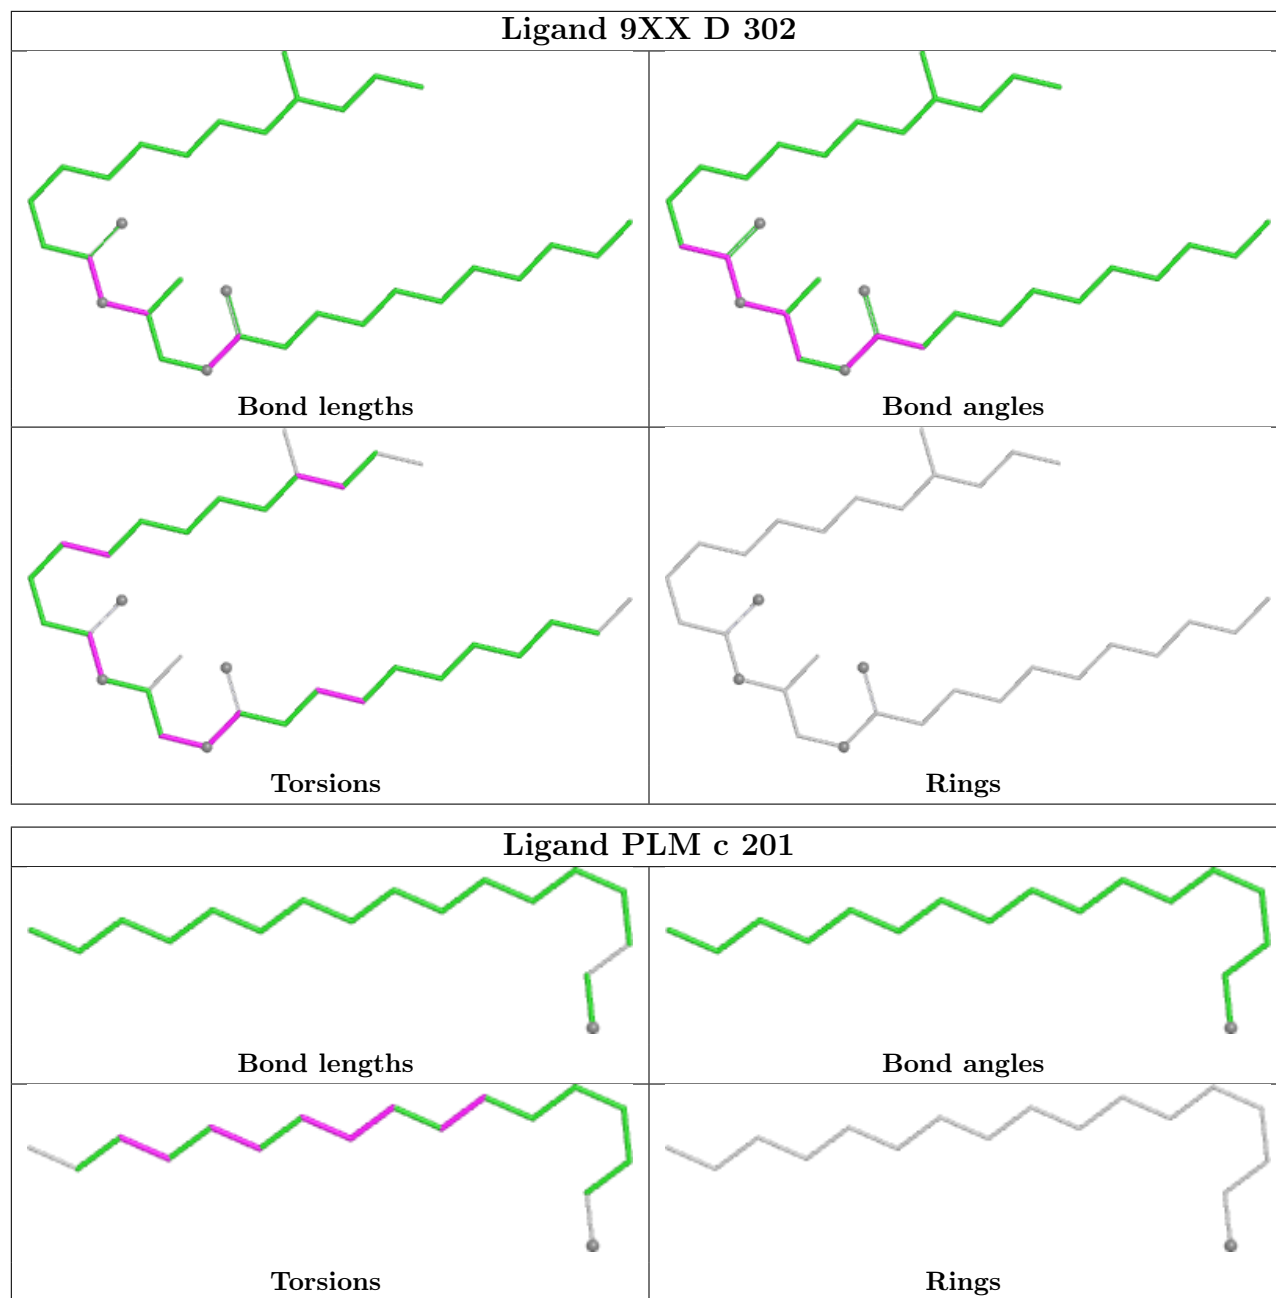 Ligand 9XX D 302
Bond lengths
Bond angles
Torsions
Rings
Ligand PLM c 201
Bond lengths
Bond angles
Torsions
Rings